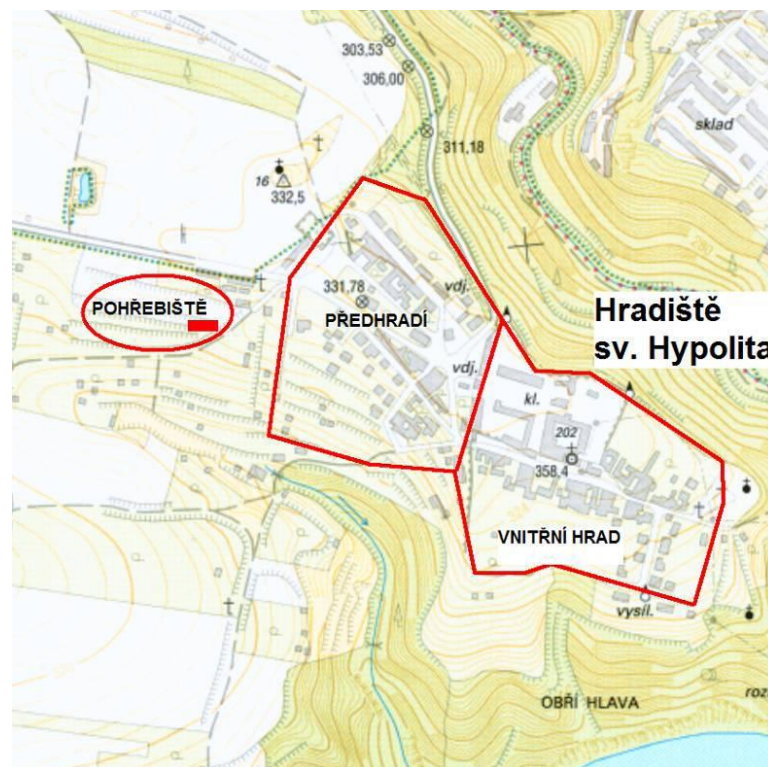 303,53
306,00
311,18
sklad
16
332,5
331.78
vdj.
POHŘEBIŠTĚ
PŘEDHRADÍ
Hradiště
sv. Hypolita
vdj.
kl.
202
358,4
VNITŘNÍ HRAD
vysíl.
OBŘÍ HLAVA
roz